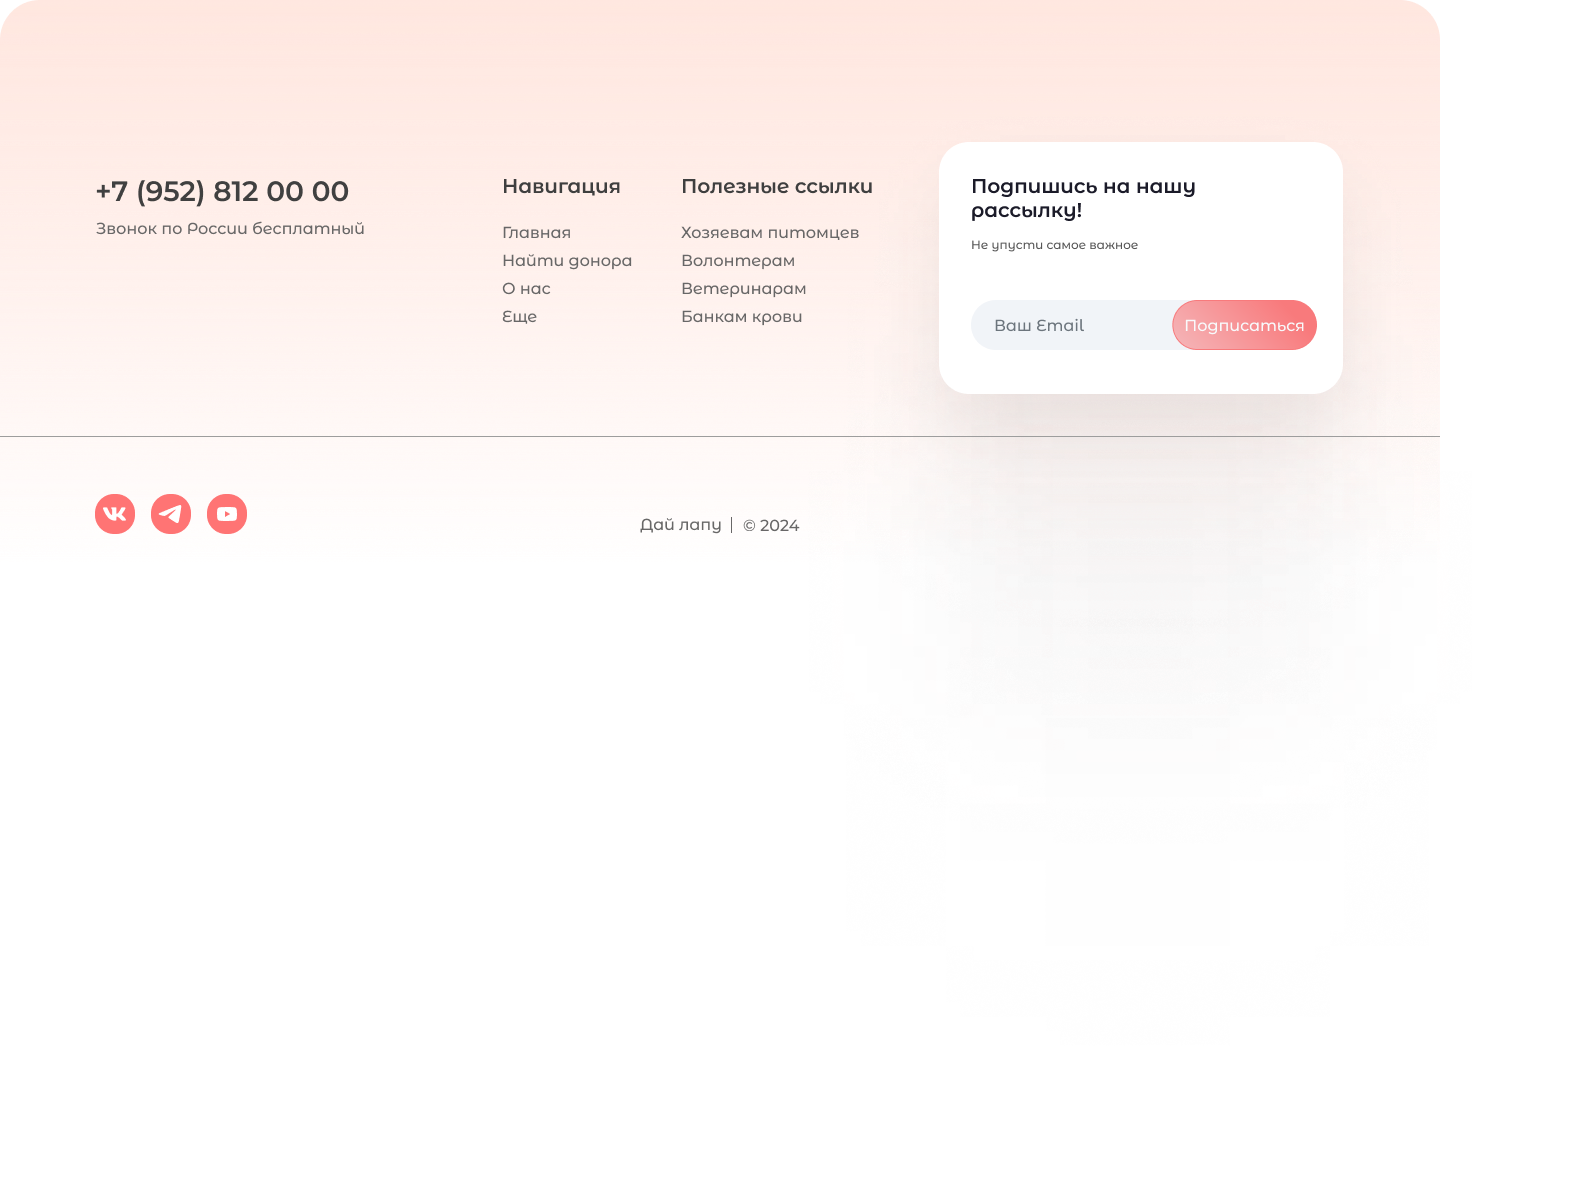 +7 (952) 812 00 00
Звонок по России бесплатный
Навигация
Главная
Найти донора
О нас
Еще
Полезные ссылки
Хозяевам питомцев
Волонтерам
Ветеринарам
Банкам крови
Подпишись на нашу
рассылку!
Не упусти самое важное
Ваш Email
Подписаться
Дай лапу | © 2024